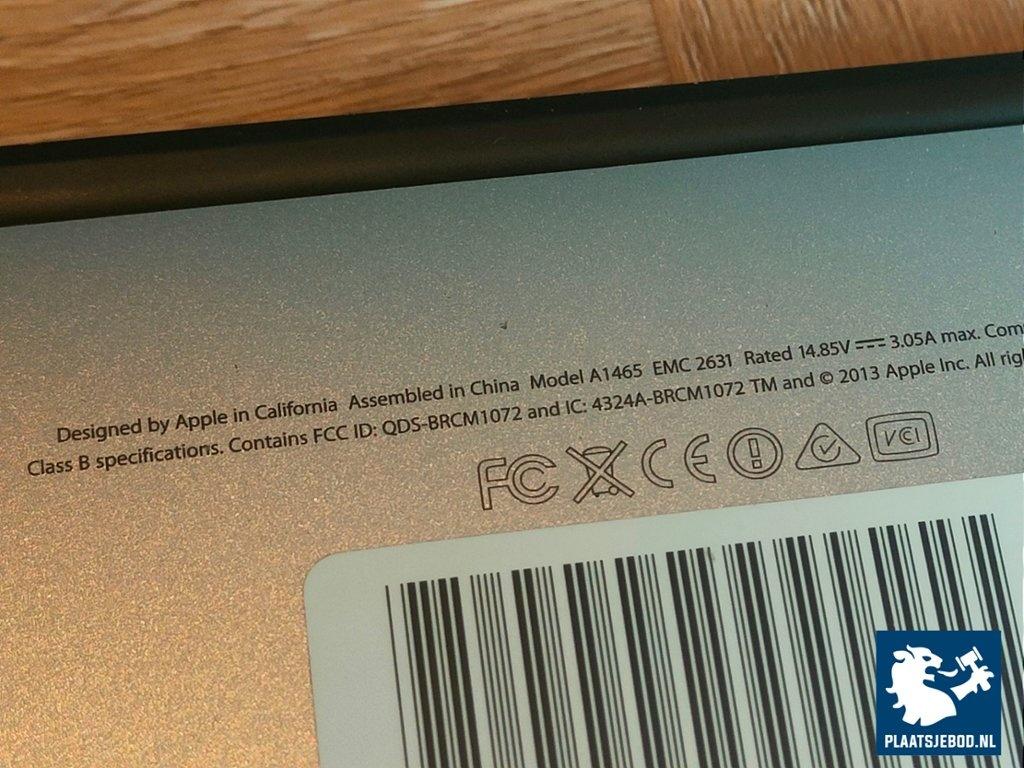 Designed by Apple in California Assembled in China Model A1465 EMC 2631 Rated 14.85V ⎓ 3.05A max. Com
Class B specifications. Contains FCC ID: QDS-BRCM1072 and IC: 4324A-BRCM1072 TM and © 2013 Apple Inc. All rig
FC CE VCI
PLAATSJEBOD.NL